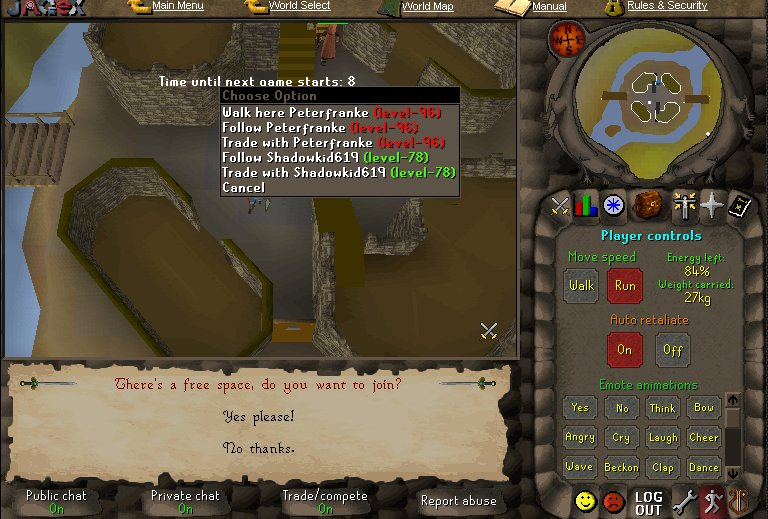 JAGEX
Main Menu
World Select
World Map
Manual
Rules & Security
Time until next game starts: 8
Choose Option
Walk here Peterfranke (level-96)
Follow Peterfranke (level-96)
Trade with Peterfranke (level-96)
Follow Shadowkid619 (level-78)
Trade with Shadowkid619 (level-78)
Cancel
N
W E
S
Player controls
Move speed
Energy left:
84%
Walk
Run
Weight carried:
27kg
Auto retaliate
On
Off
Emote animations
Yes
No
Think
Bow
Angry
Cry
Laugh
Cheer
Wave
Beckon
Clap
Dance
LOG
OUT
There's a free space, do you want to join?
Yes please!
No thanks.
Public chat
On
Private chat
On
Trade/compete
On
Report abuse